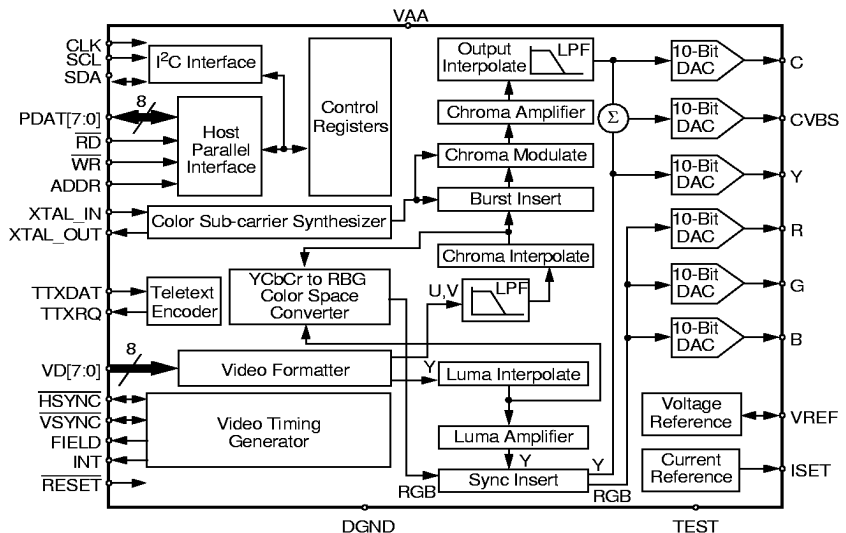 VAA
CLK
SCL
SDA
I²C Interface
8
PDAT[7:0]
RD
WR
ADDR
Host
Parallel
Interface
Control
Registers
XTAL_IN
XTAL_OUT
Color Sub-carrier Synthesizer
TTXDAT
TTXRQ
Teletext
Encoder
YCbCr to RBG
Color Space
Converter
8
VD[7:0]
Video Formatter
HSYNC
VSYNC
FIELD
INT
RESET
Video Timing
Generator
Output
Interpolate
LPF
Chroma Amplifier
Chroma Modulate
Burst Insert
Chroma Interpolate
U,V
LPF
Y
Luma Interpolate
Luma Amplifier
Y
Sync Insert
RGB
Y
RGB
Σ
10-Bit
DAC
C
10-Bit
DAC
CVBS
10-Bit
DAC
Y
10-Bit
DAC
R
10-Bit
DAC
G
10-Bit
DAC
B
Voltage
Reference
VREF
Current
Reference
ISET
DGND
TEST